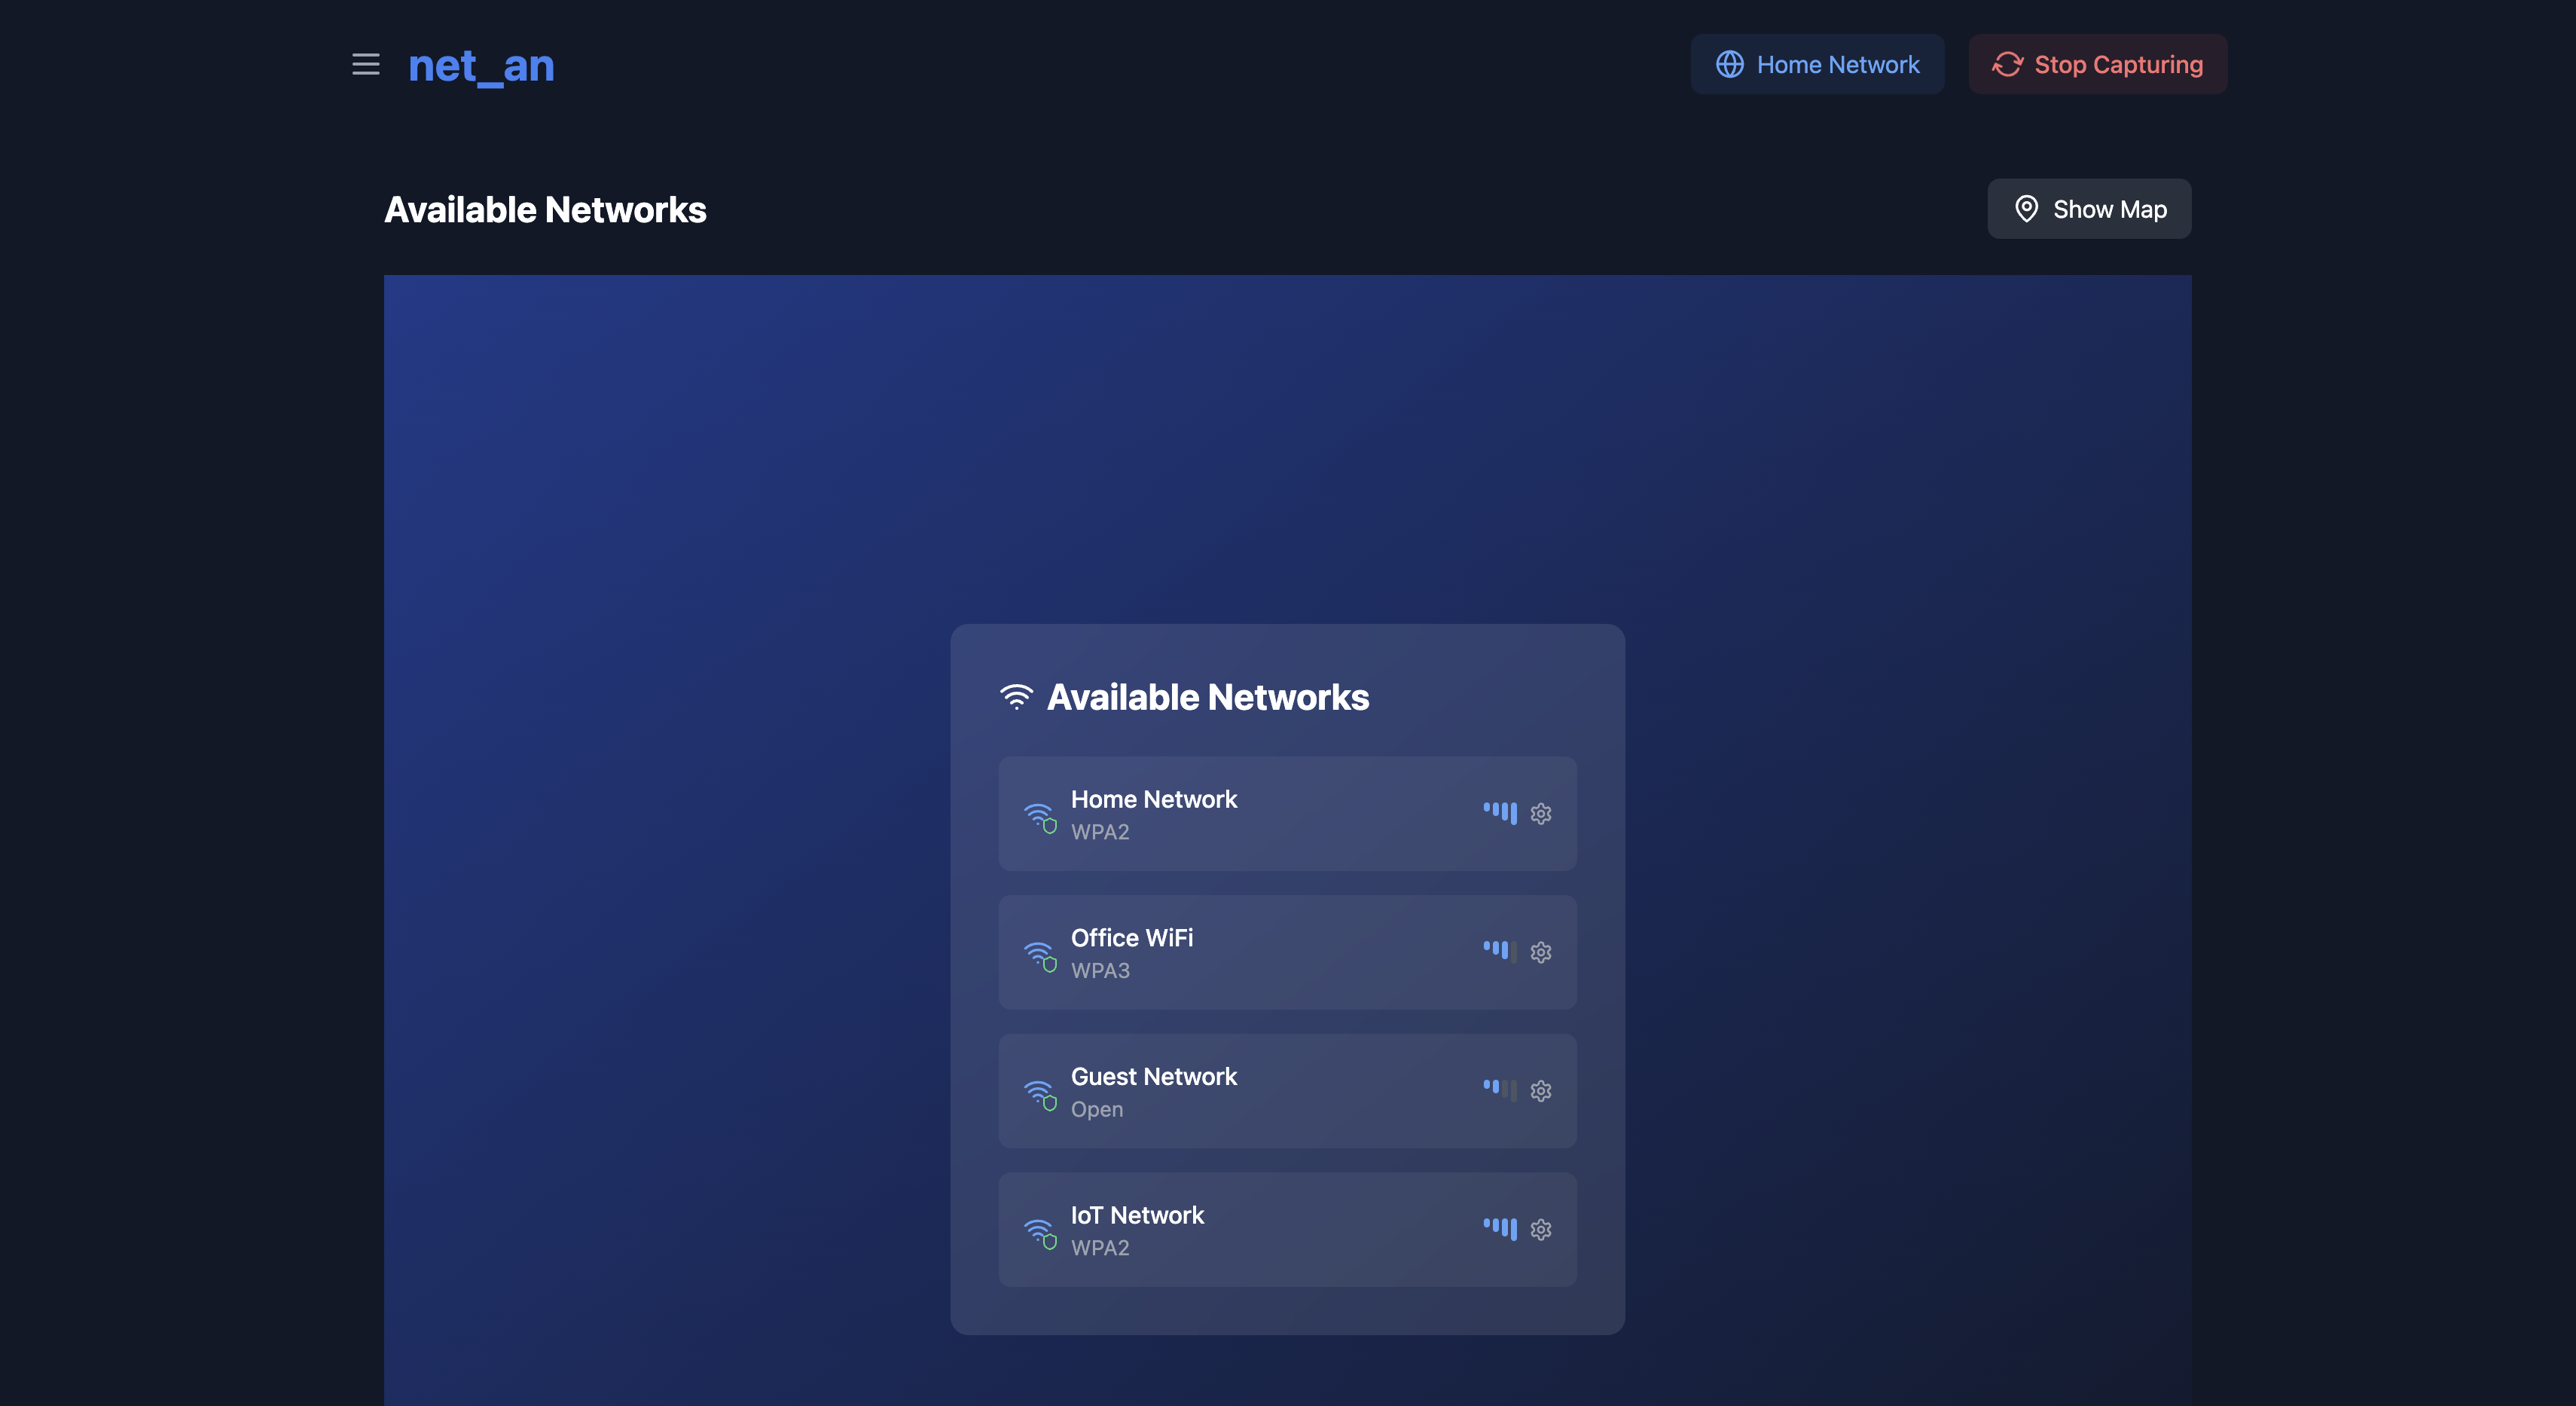 net_an
Home Network
Stop Capturing
Available Networks
Show Map
Available Networks
Home Network
WPA2
Office WiFi
WPA3
Guest Network
Open
IoT Network
WPA2